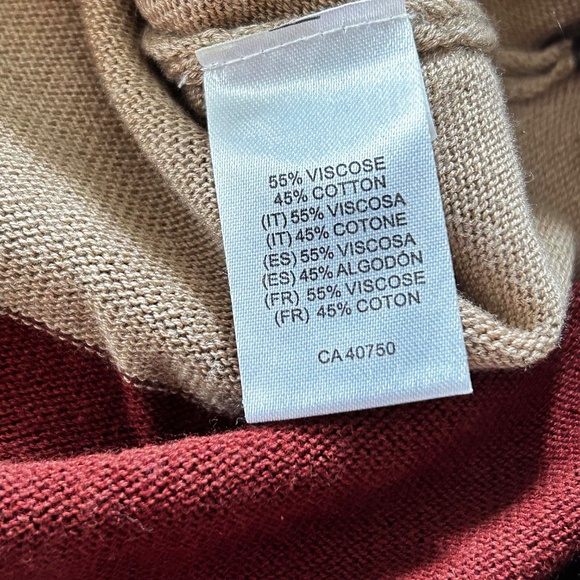 55% VISCOSE
45% COTTON
(IT) 55% VISCOSA
(IT) 45% COTONE
(ES) 55% VISCOSA
(ES) 45% ALGODÓN
(FR) 55% VISCOSE
(FR) 45% COTON
CA 40750